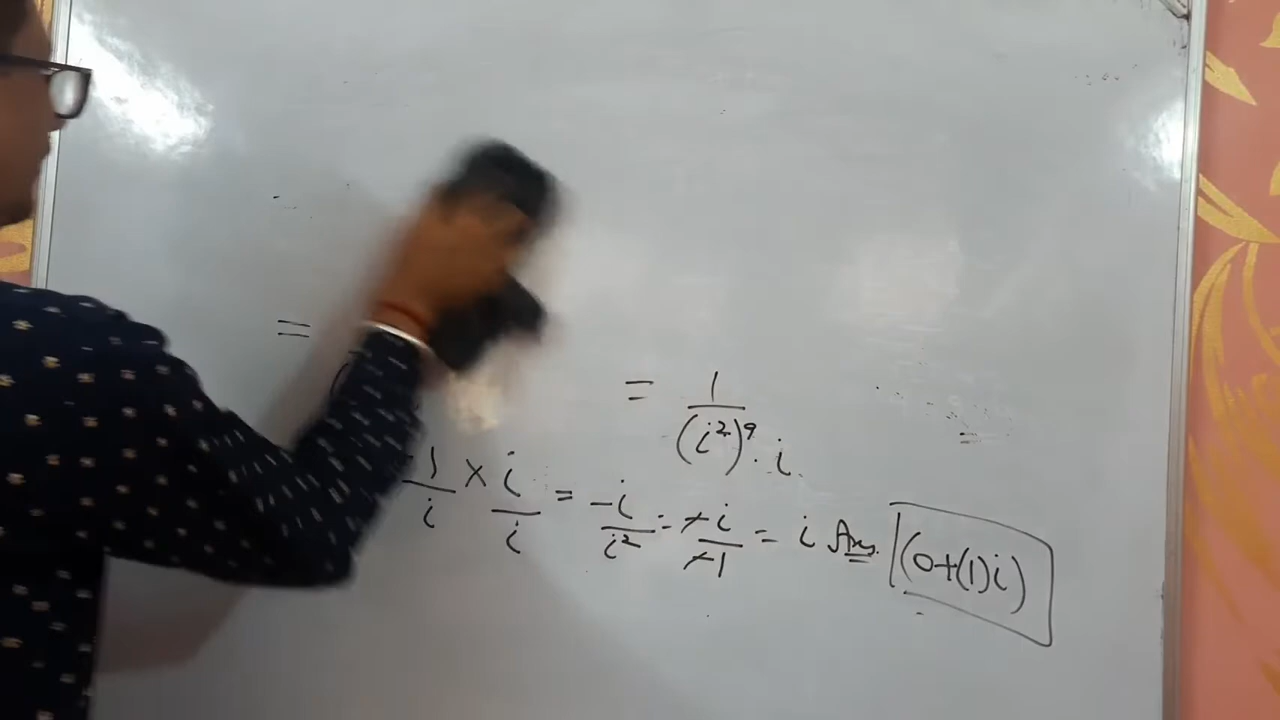 =
= 1/(i²)⁹ · i
-1/i × i/i = -i/i² = -i/-1 = i Ans. (0+(1)i)